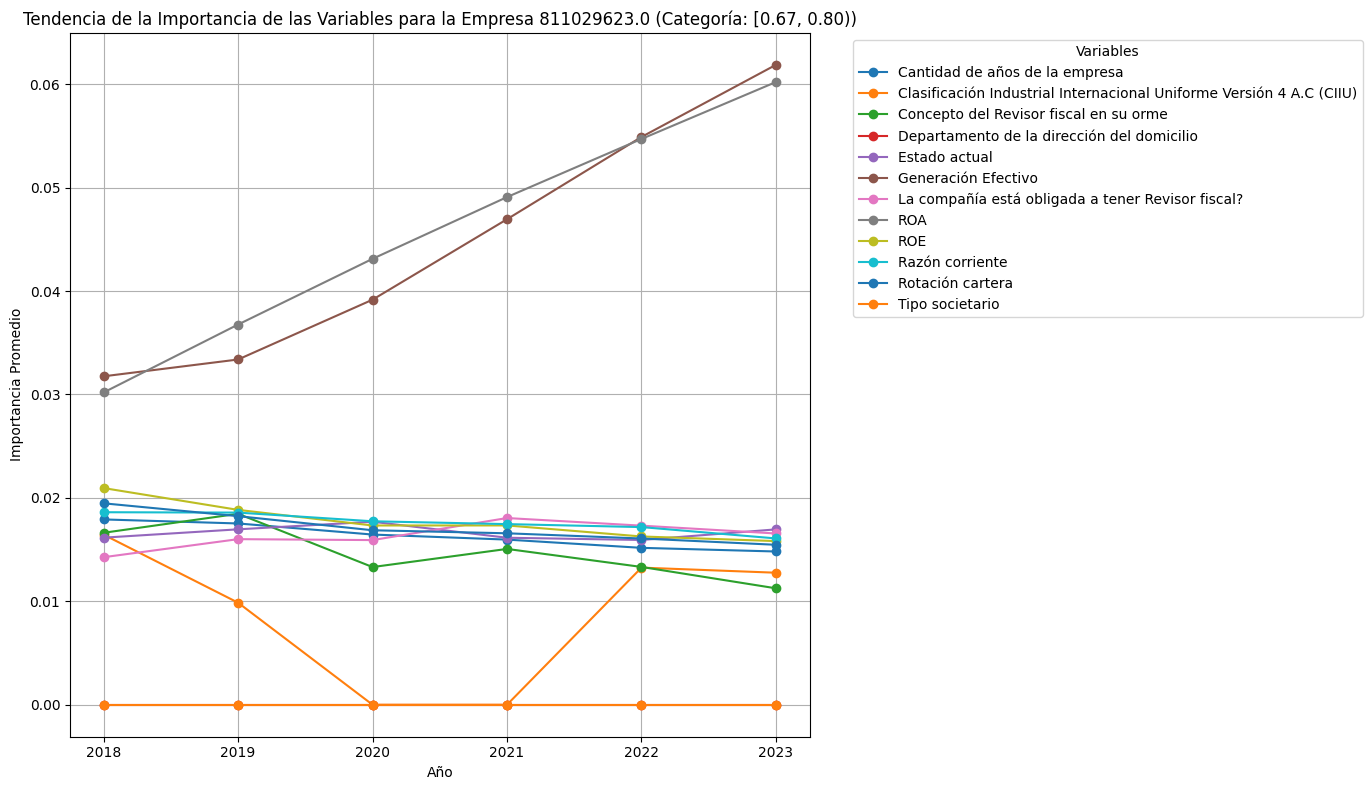 Tendencia de la Importancia de las Variables para la Empresa 811029623.0 (Categoría: [0.67, 0.80))
Importancia Promedio
0.06
0.05
0.04
0.03
0.02
0.01
0.00
2018 2019 2020 2021 2022 2023
Año
Variables
Cantidad de años de la empresa
Clasificación Industrial Internacional Uniforme Versión 4 A.C (CIIU)
Concepto del Revisor fiscal en su orme
Departamento de la dirección del domicilio
Estado actual
Generación Efectivo
La compañía está obligada a tener Revisor fiscal?
ROA
ROE
Razón corriente
Rotación cartera
Tipo societario